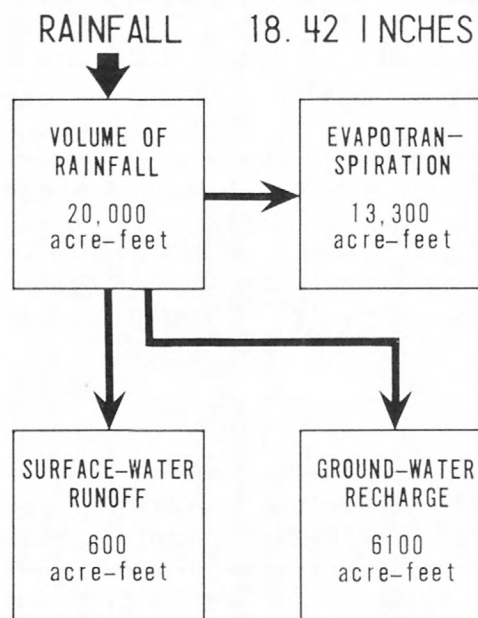 RAINFALL 18.42 INCHES
VOLUME OF
RAINFALL
20,000
acre-feet
EVAPOTRAN-
SPIRATION
13,300
acre-feet
SURFACE-WATER
RUNOFF
600
acre-feet
GROUND-WATER
RECHARGE
6100
acre-feet